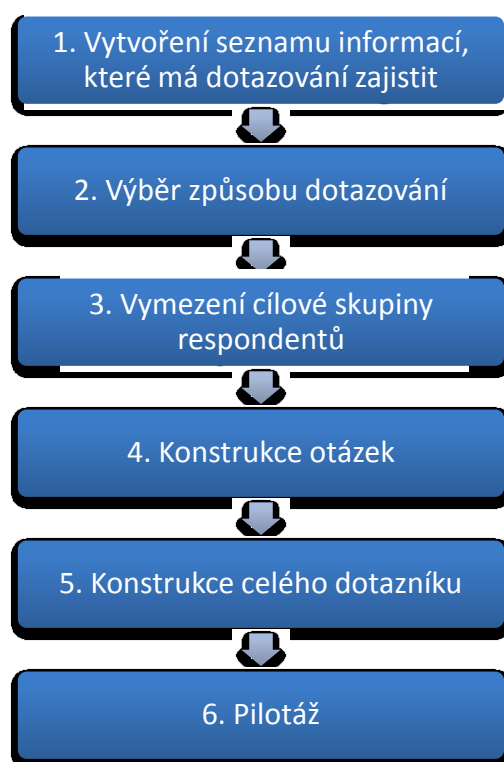 1. Vytvoření seznamu informací,
které má dotazování zajistit
2. Výběr způsobu dotazování
3. Vymezení cílové skupiny
respondentů
4. Konstrukce otázek
5. Konstrukce celého dotazníku
6. Pilotáž